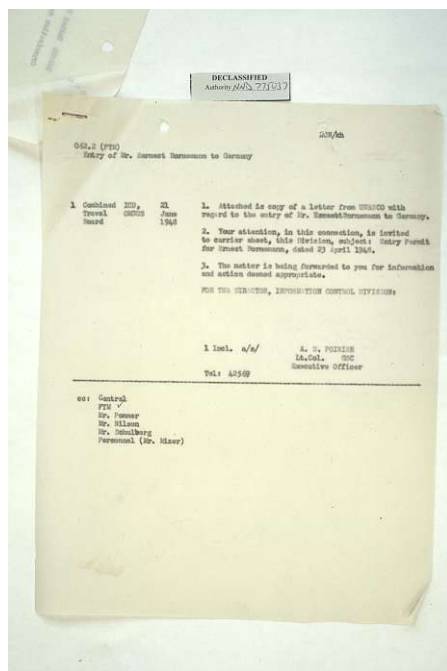 DECLASSIFIED
Authority NND 775037
062.2 (FTM)
Entry of Mr. Earnest Bornemann to Germany
1 Combined ICD, 21
Travel OMGUS June
Board 1948
1. Attached is copy of a letter from UNESCO with
regard to the entry of Mr. Ernest Bornemann to Germany.
2. Your attention, in this connection, is invited
to carrier sheet, this Division, subject: Entry Permit
for Ernest Bornemann, dated 23 April 1948.
3. The matter is being forwarded to you for information
and action deemed appropriate.
FOR THE DIRECTOR, INFORMATION CONTROL DIVISION:
1 Incl. a/s/
A. S. POIRIER
Lt.Col. GSC
Executive Officer
Tel: 42569
cc: Central
FTM ✓
Mr. Pommer
Mr. Nilson
Mr. Schulberg
Personnel (Mr. Mizer)